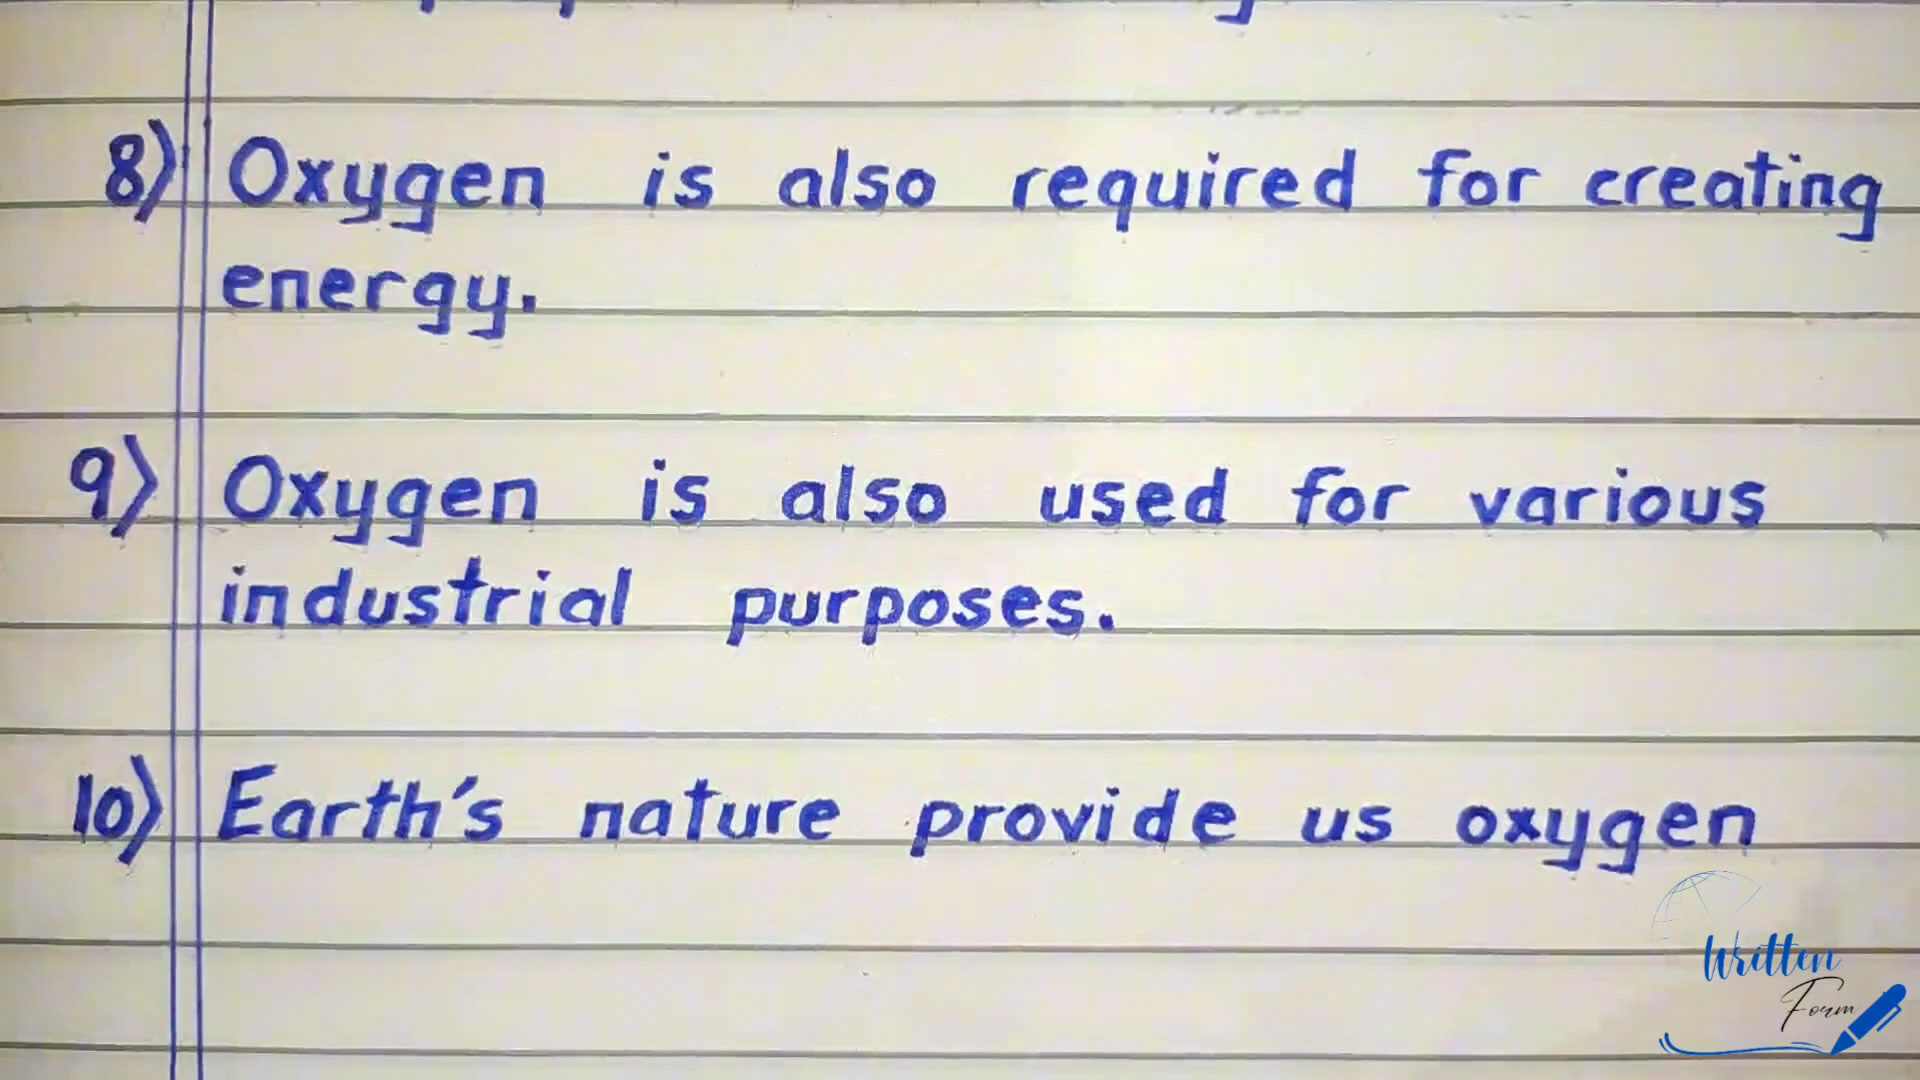 8) Oxygen is also required for creating
energy.
9) Oxygen is also used for various
industrial purposes.
10) Earth's nature provide us oxygen
Written
Form